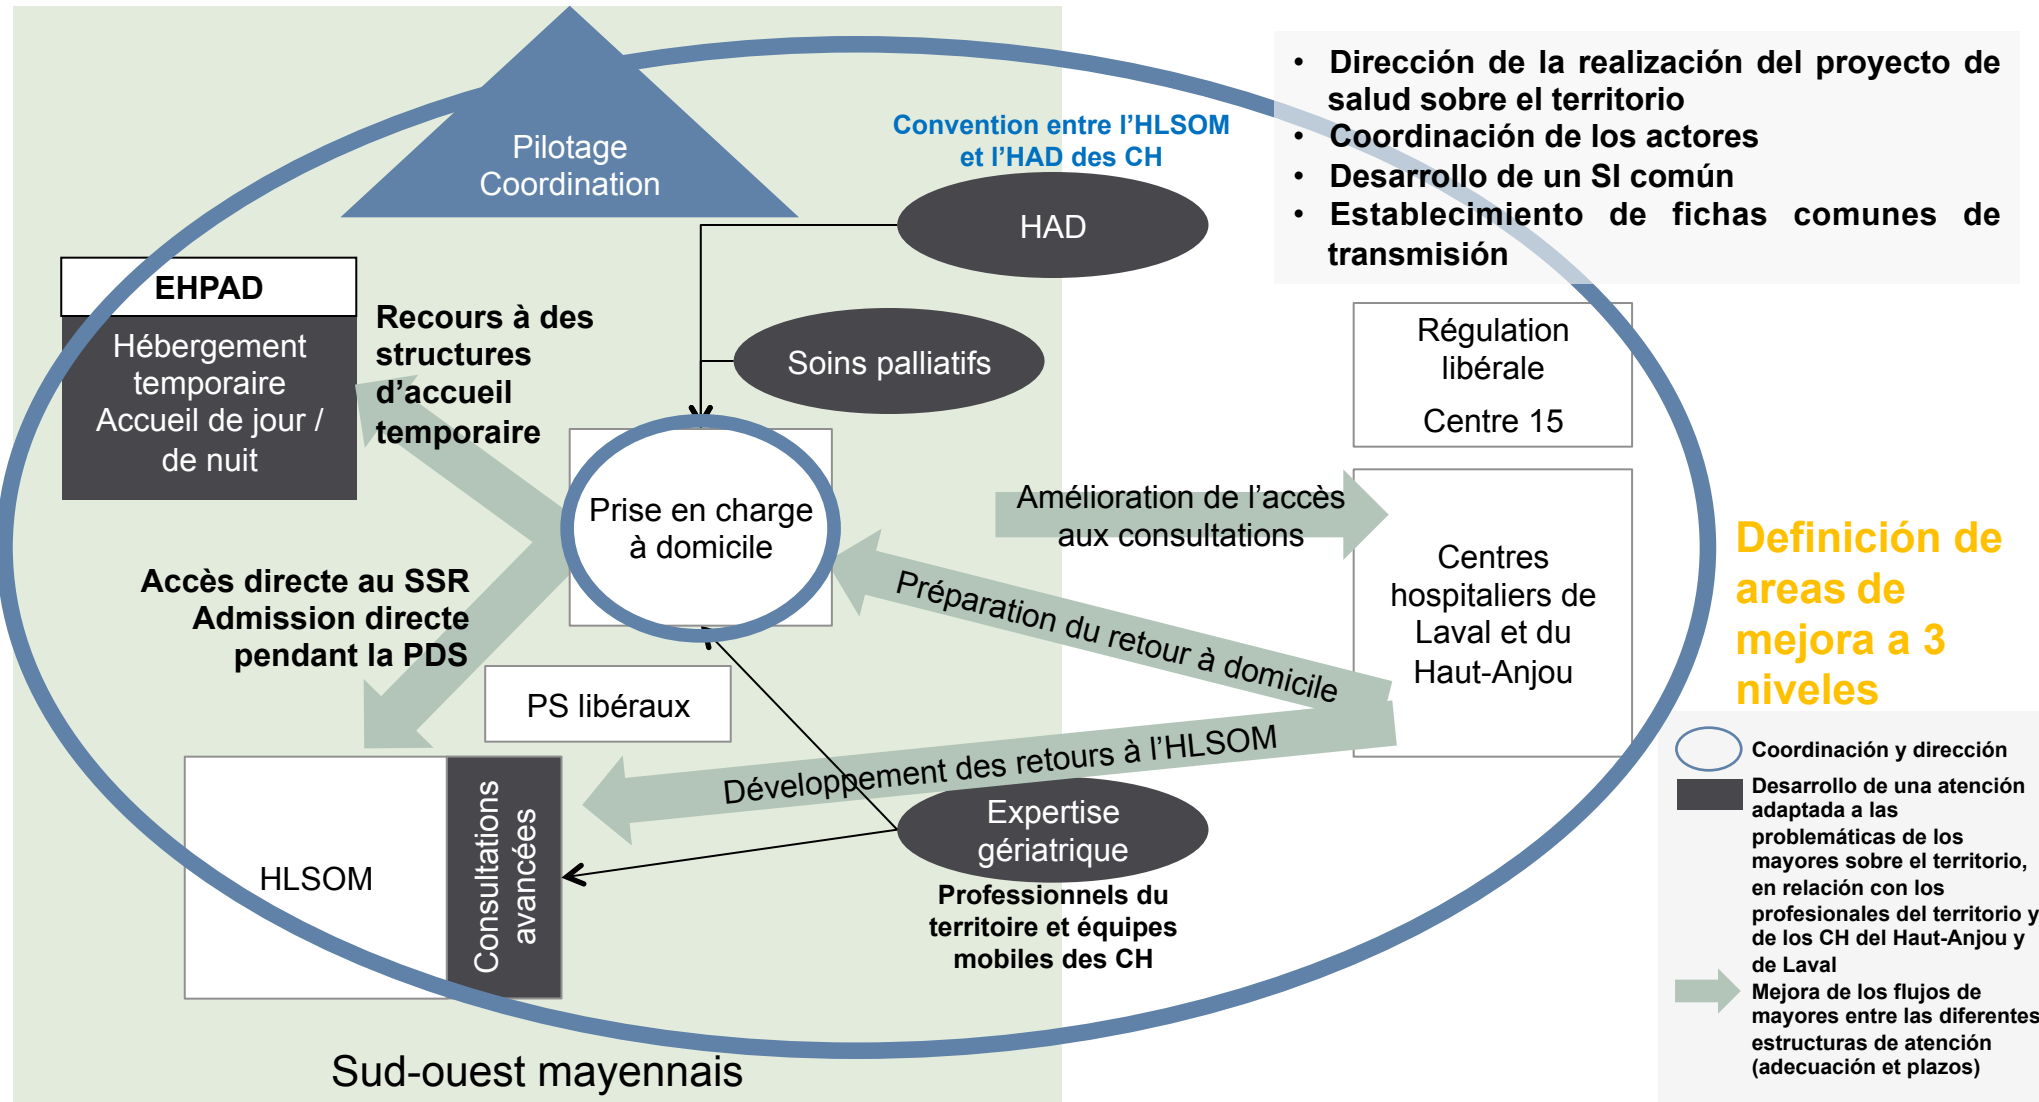 Pilotage
Coordination
Convention entre l’HLSOM
et l’HAD des CH
HAD
• Dirección de la realización del proyecto de
salud sobre el territorio
• Coordinación de los actores
• Desarrollo de un SI común
• Establecimiento de fichas comunes de
transmisión
EHPAD
Hébergement
temporaire
Accueil de jour /
de nuit
Recours à des
structures
d’accueil
temporaire
Soins palliatifs
Régulation
libérale
Centre 15
Prise en charge
à domicile
Amélioration de l’accès
aux consultations
Centres
hospitaliers de
Laval et du
Haut-Anjou
Préparation du retour à domicile
Accès directe au SSR
Admission directe
pendant la PDS
PS libéraux
Développement des retours à l’HLSOM
HLSOM
Consultations
avancées
Expertise
gériatrique
Professionnels du
territoire et équipes
mobiles des CH
Sud-ouest mayennais
Definición de
areas de
mejora a 3
niveles
Coordinación y dirección
Desarrollo de una atención
adaptada a las
problemáticas de los
mayores sobre el territorio,
en relación con los
profesionales del territorio y
de los CH del Haut-Anjou y
de Laval
Mejora de los flujos de
mayores entre las diferentes
estructuras de atención
(adecuación et plazos)